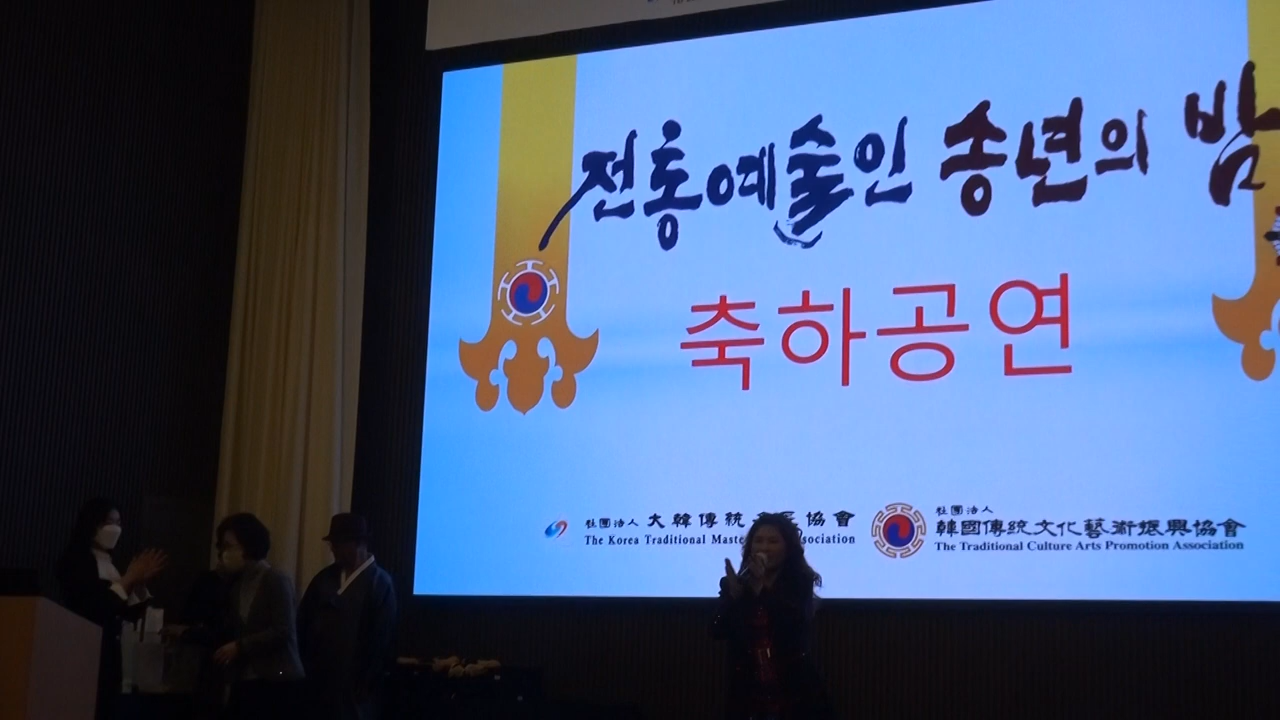 전통예술인 송년의 밤
축하공연
社團法人 大韓傳統 協會
The Korea Traditional Association
社團法人
韓國傳統文化藝術振興協會
The Traditional Culture Arts Promotion Association